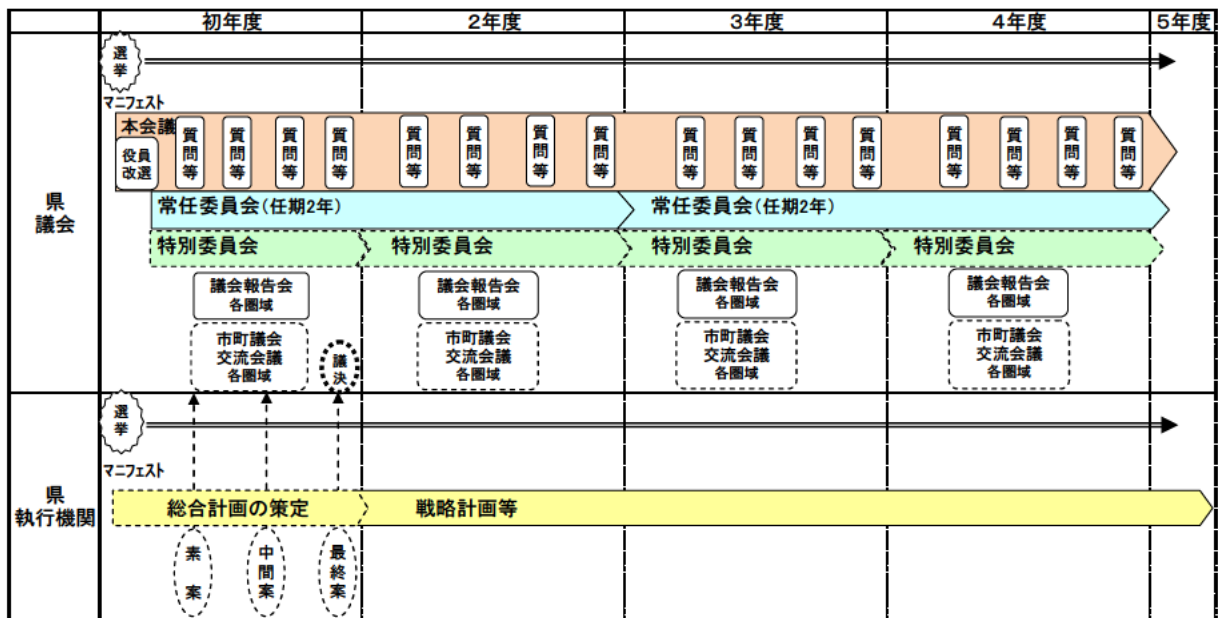 初年度 2年度 3年度 4年度 5年度
県
議会
選
挙
マニフェスト
本会議
役員
改選
質問等 質問等 質問等 質問等 質問等 質問等 質問等 質問等 質問等 質問等 質問等 質問等 質問等 質問等 質問等 質問等
常任委員会(任期2年) 常任委員会(任期2年)
特別委員会 特別委員会 特別委員会 特別委員会
議会報告会 議会報告会 議会報告会 議会報告会
各圏域 各圏域 各圏域 各圏域
市町議会 市町議会 市町議会 市町議会
交流会議 交流会議 交流会議 交流会議
各圏域 各圏域 各圏域 各圏域
議
決
県
執行機関
選
挙
マニフェスト
総合計画の策定 戦略計画等
素案 中間案 最終案